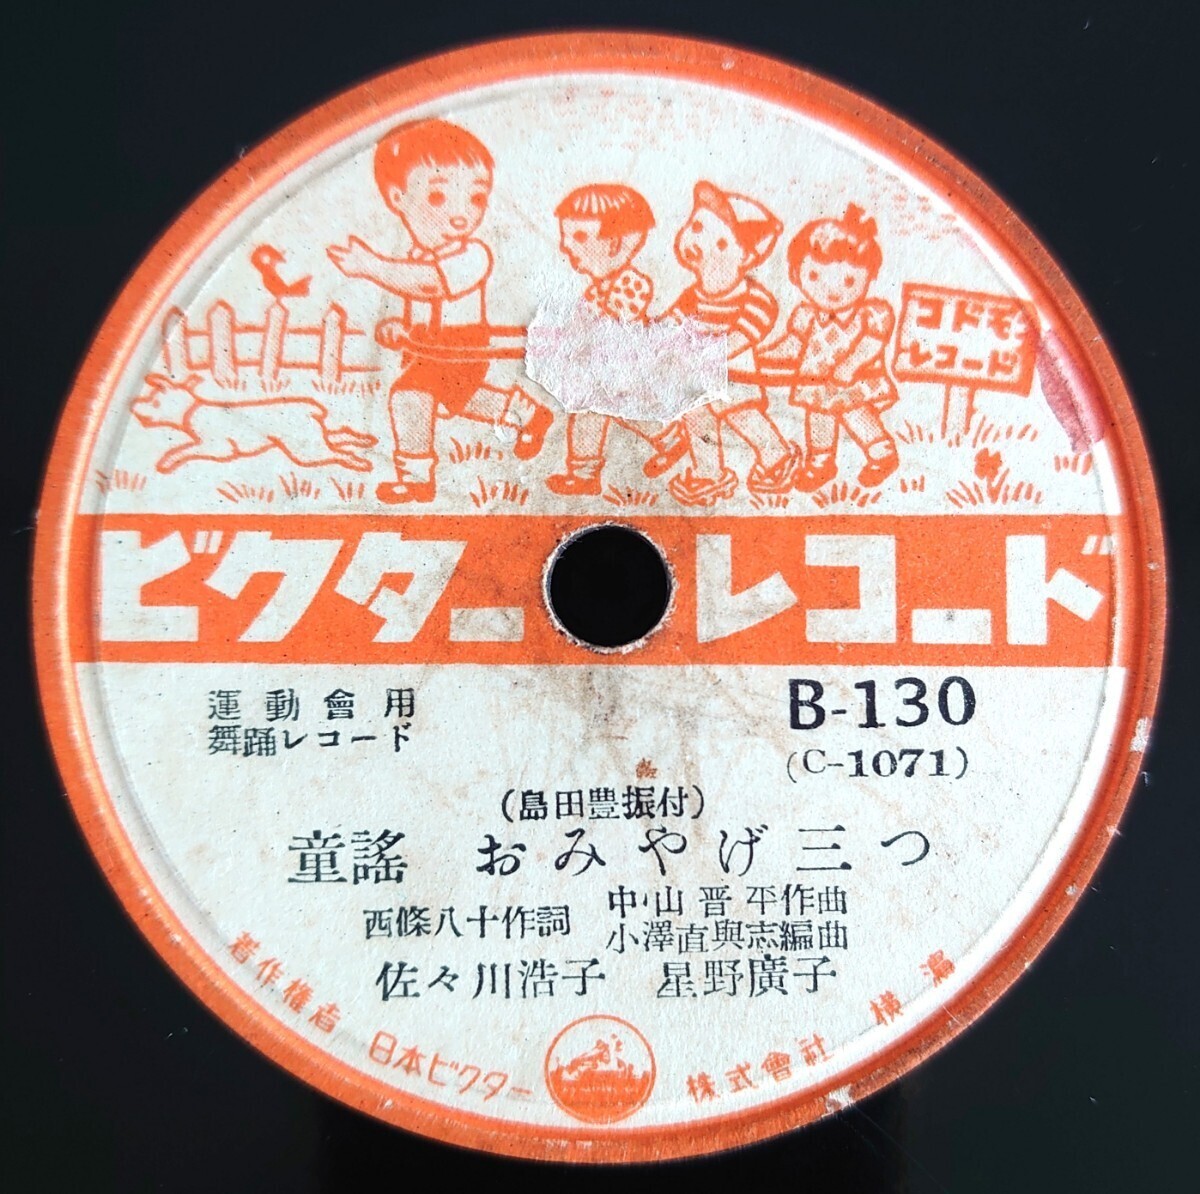 コドモ
レコード
ビクターレコード
運動會用
舞踊レコード
B-130
(C-1071)
(島田豊振付)
童謠 おみやげ三つ
西條八十作詞
中山晋平作曲
小澤直與志編曲
佐々川浩子 星野廣子
著作権者 日本ビクター 株式會社 横濱